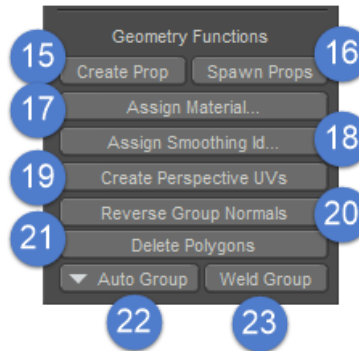 Geometry Functions
15 Create Prop Spawn Props 16
17 Assign Material...
Assign Smoothing Id... 18
19 Create Perspective UVs
Reverse Group Normals 20
21 Delete Polygons
Auto Group Weld Group
22 23